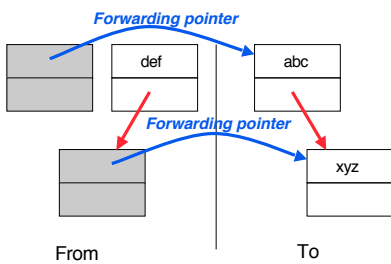 Forwarding pointer
def
abc
Forwarding pointer
xyz
From
To